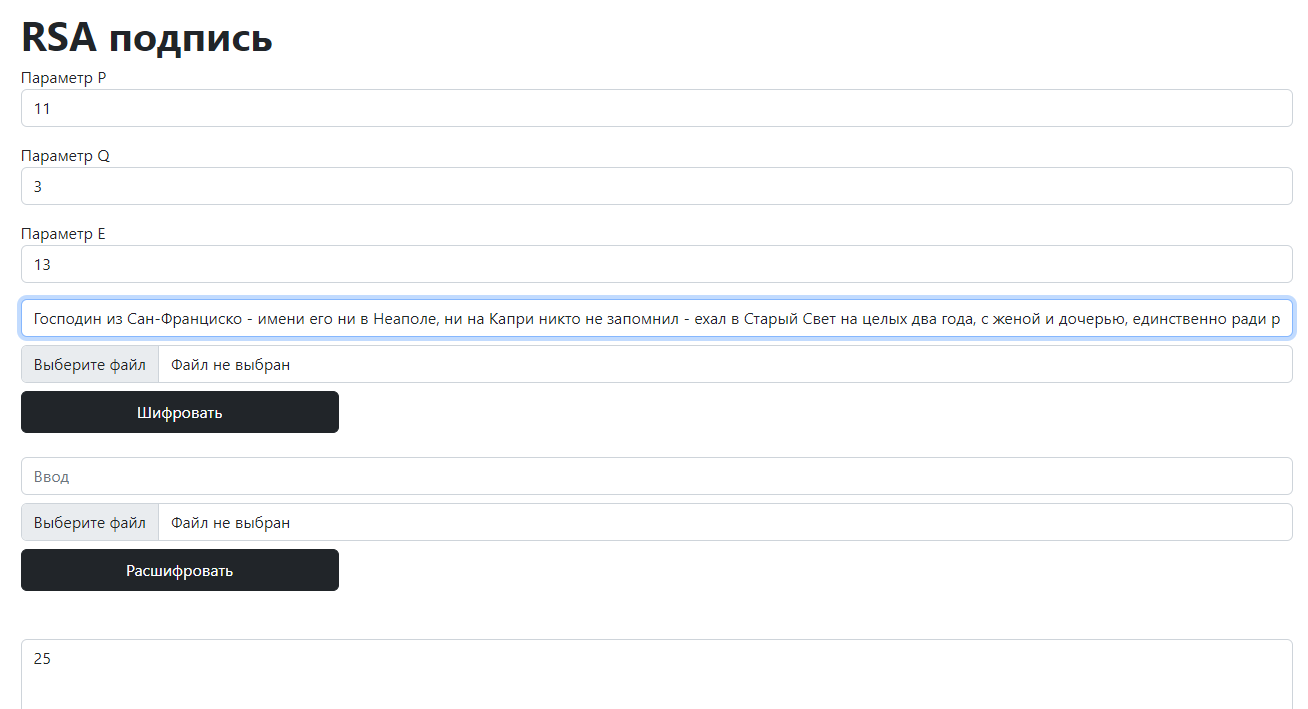 RSA подпись
Параметр P
11
Параметр Q
3
Параметр E
13
Господин из Сан-Франциско - имени его ни в Неаполе, ни на Капри никто не запомнил - ехал в Старый Свет на целых два года, с женой и дочерью, единственно ради р
Выберите файл Файл не выбран
Шифровать
Ввод
Выберите файл Файл не выбран
Расшифровать
25